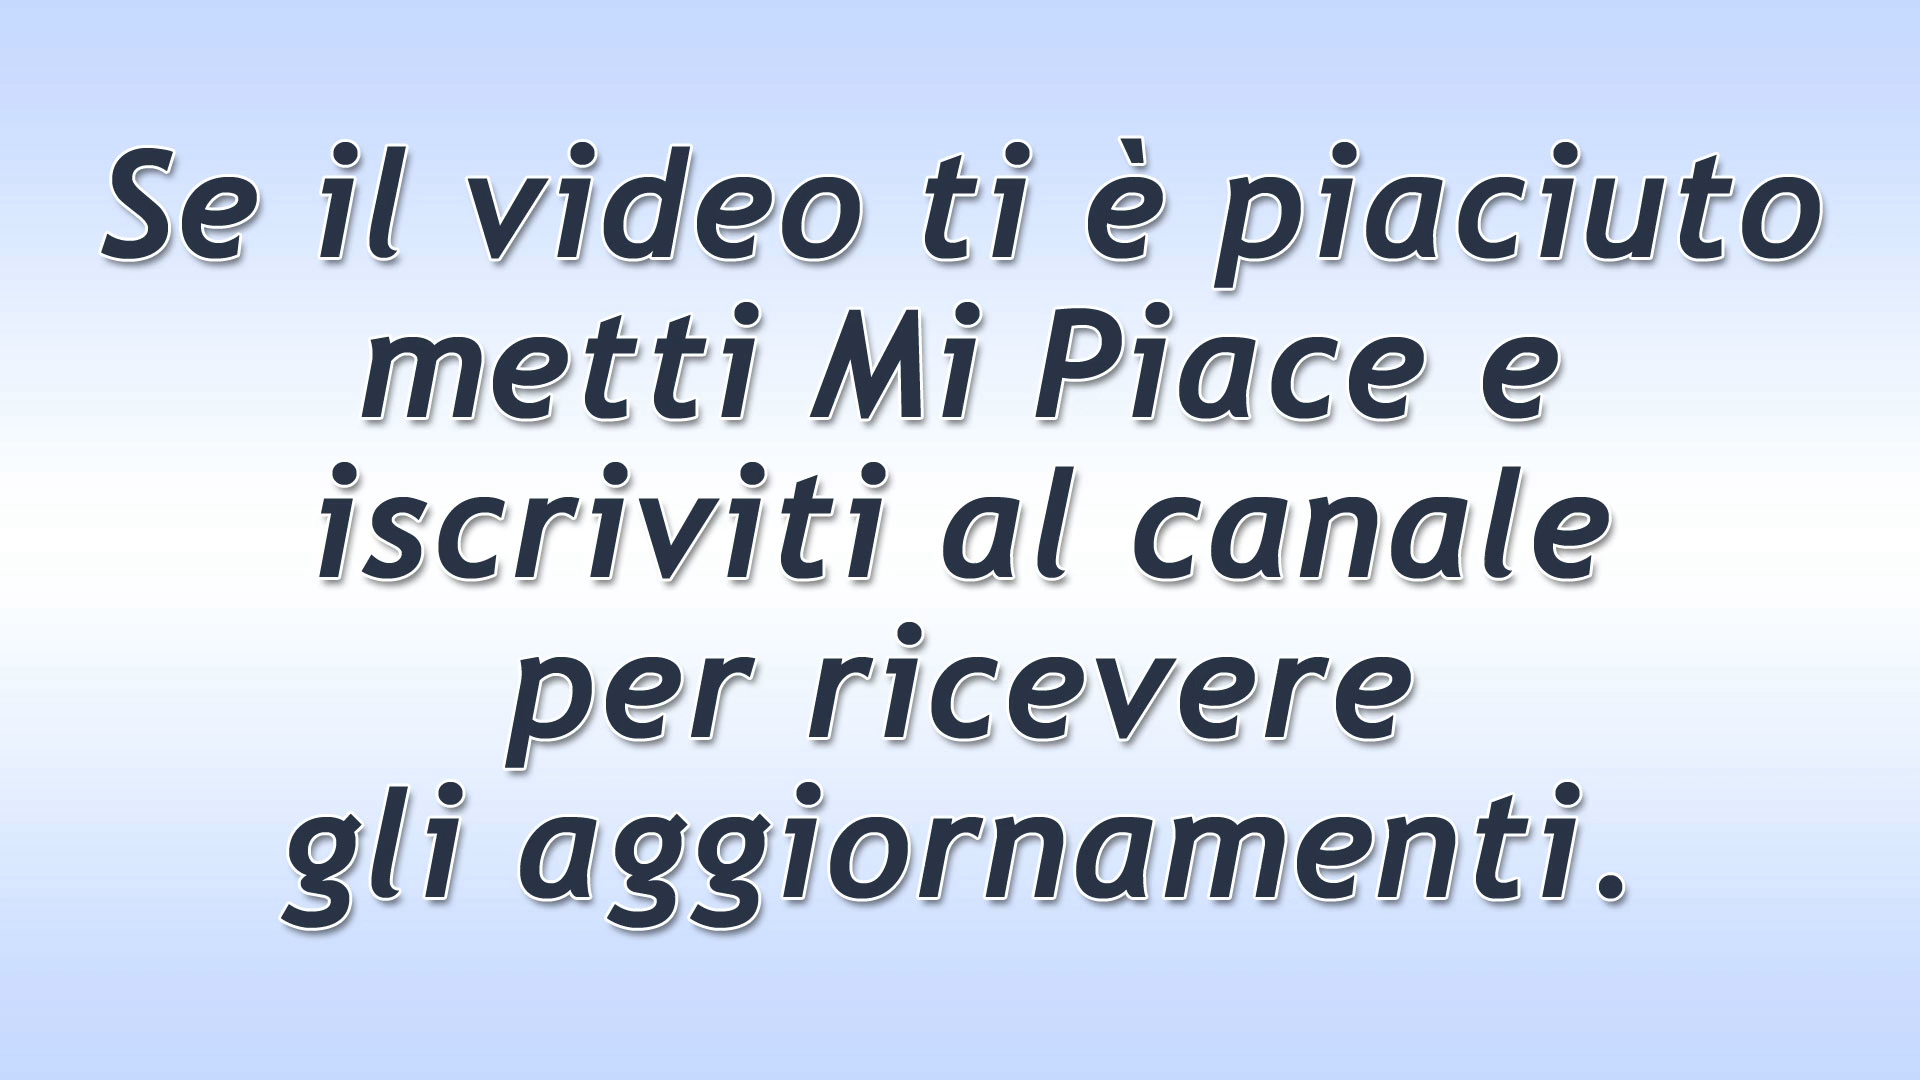 Se il video ti è piaciuto
metti Mi Piace e
iscriviti al canale
per ricevere
gli aggiornamenti.